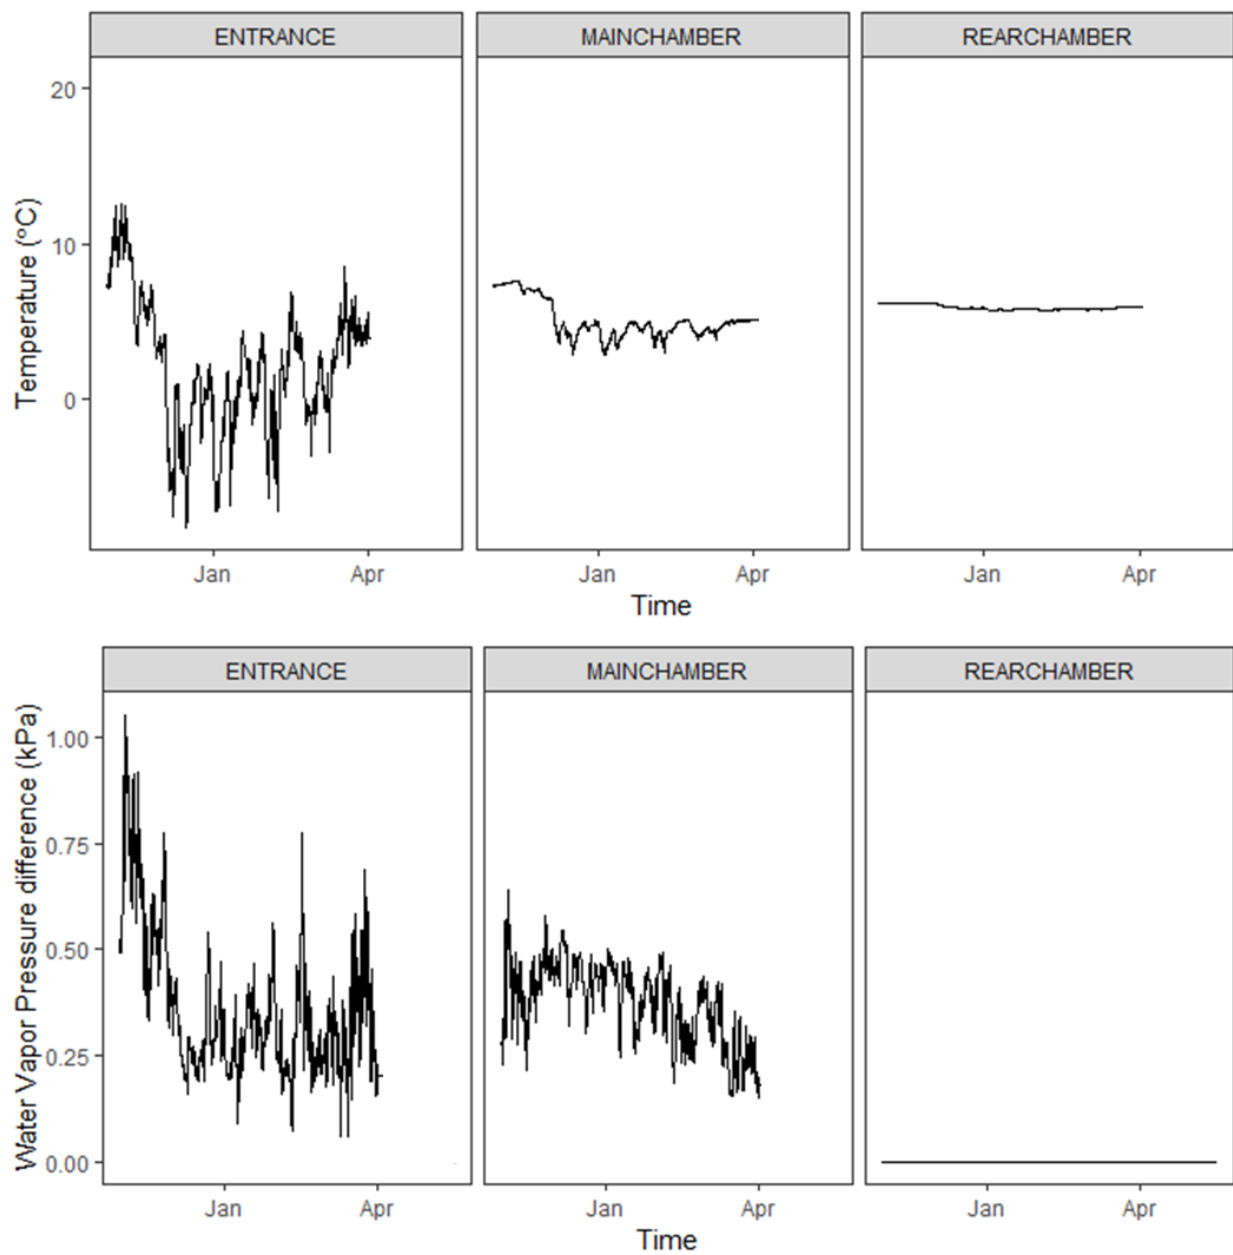 ENTRANCE MAINCHAMBER REARCHAMBER
20
10
0
Temperature (°C)
Jan Apr Jan Apr Jan Apr
Time
ENTRANCE MAINCHAMBER REARCHAMBER
1.00
0.75
0.50
0.25
0.00
Water Vapor Pressure difference (kPa)
Jan Apr Jan Apr Jan Apr
Time